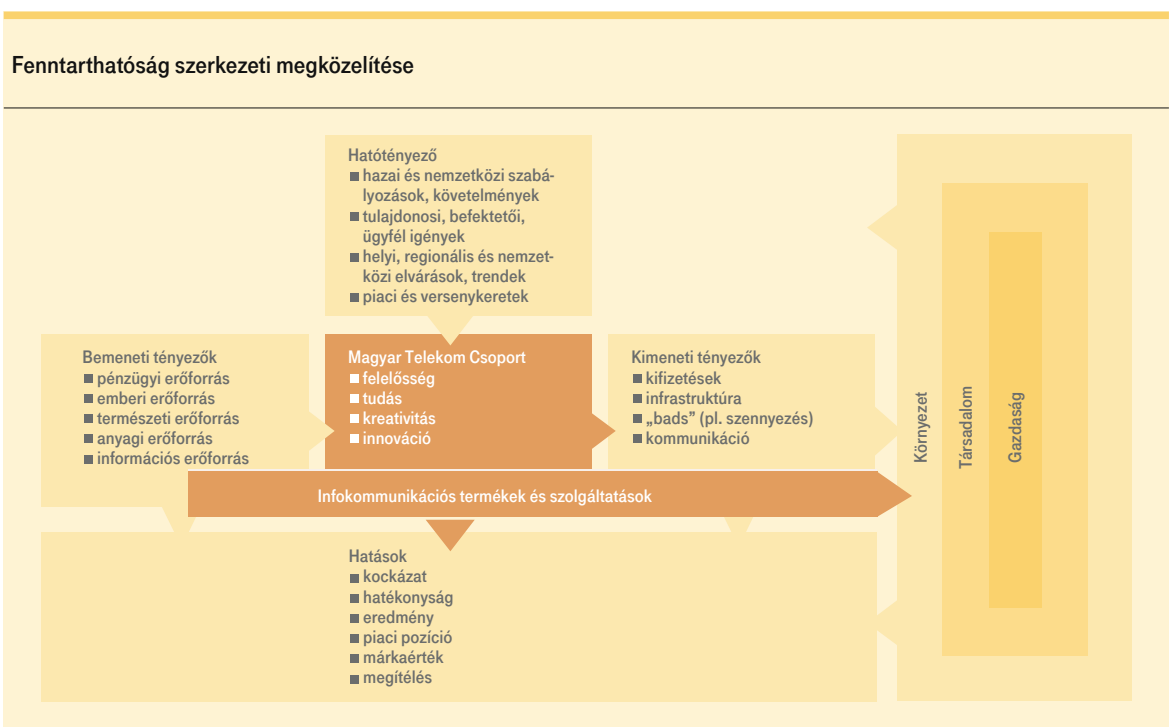 Fenntarthatóság szerkezeti megközelítése
Hatótényező
■ hazai és nemzetközi szabá-
lyozások, követelmények
■ tulajdonosi, befektetői,
ügyfél igények
■ helyi, regionális és nemzet-
közi elvárások, trendek
■ piaci és versenykeretek
Bemeneti tényezők
■ pénzügyi erőforrás
■ emberi erőforrás
■ természeti erőforrás
■ anyagi erőforrás
■ információs erőforrás
Magyar Telekom Csoport
■ felelősség
■ tudás
■ kreativitás
■ innováció
Kimeneti tényezők
■ kifizetések
■ infrastruktúra
■ „bads” (pl. szennyezés)
■ kommunikáció
Infokommunikációs termékek és szolgáltatások
Hatások
■ kockázat
■ hatékonyság
■ eredmény
■ piaci pozíció
■ márkaérték
■ megítélés
Környezet
Társadalom
Gazdaság